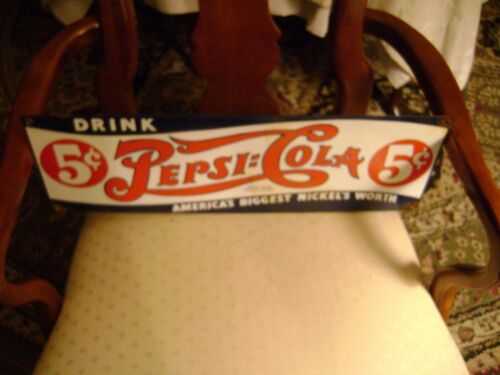 DRINK
5¢ PEPSI=COLA 5¢
AMERICA'S BIGGEST NICKEL'S WORTH